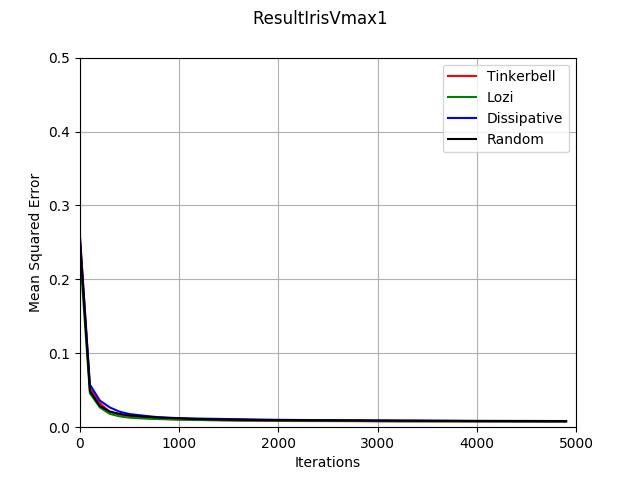 ResultIrisVmax1
0.5
0.4
0.3
0.2
0.1
0.0
Mean Squared Error
Tinkerbell
Lozi
Dissipative
Random
0
1000
2000
3000
4000
5000
Iterations